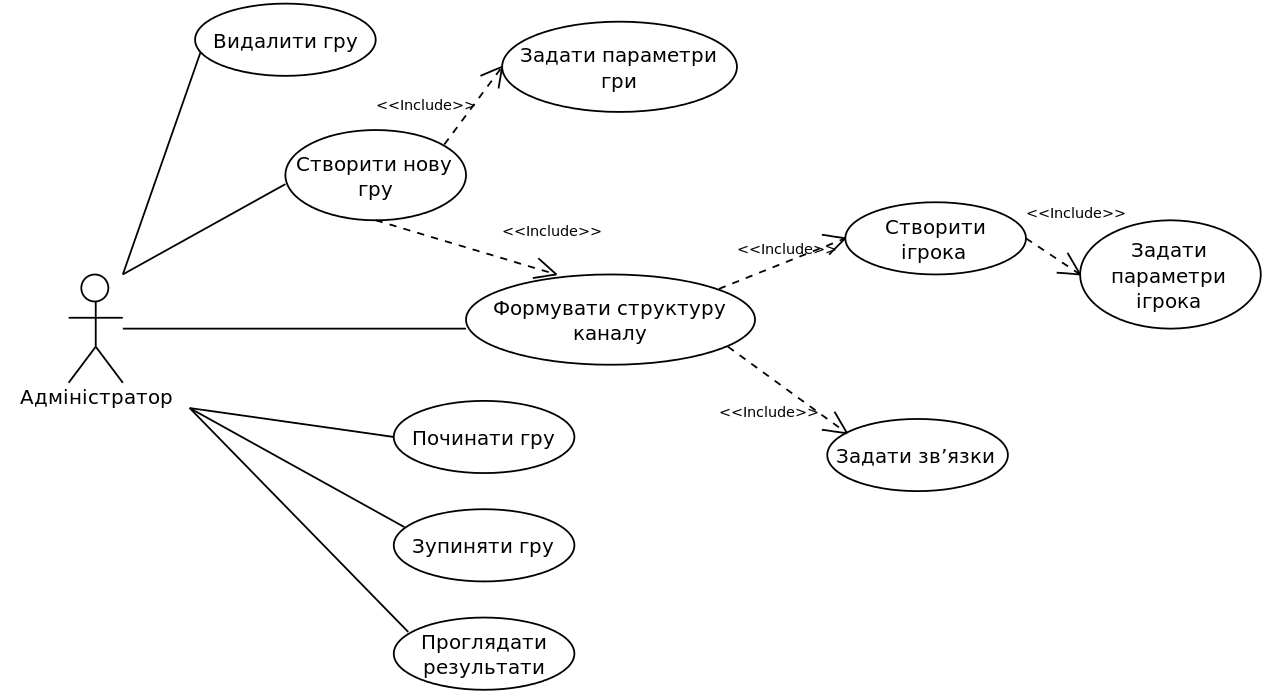 Видалити гру
Задати параметри
гри
<<Include>>
Створити нову
гру
<<Include>>
Створити
ігрока
<<Include>>
<<Include>>
Задати
параметри
ігрока
Формувати структуру
каналу
Адміністратор
<<Include>>
Починати гру
Задати зв’язки
Зупиняти гру
Проглядати
результати